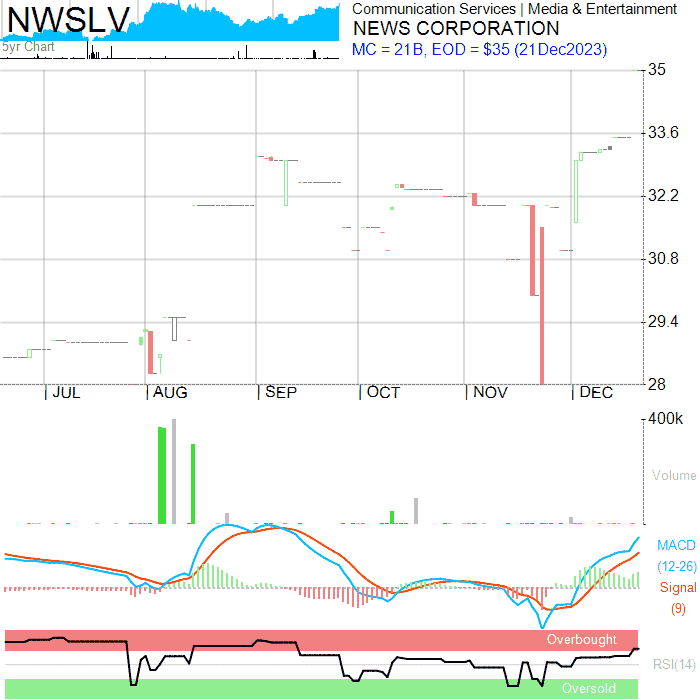 NWSLV
5yr Chart
Communication Services | Media & Entertainment
NEWS CORPORATION
MC = 21B, EOD = $35 (21Dec2023)
35
33.6
32.2
30.8
29.4
28
JUL AUG SEP OCT NOV DEC
400k
Volume
MACD
(12-26)
Signal
(9)
Overbought
RSI(14)
Oversold